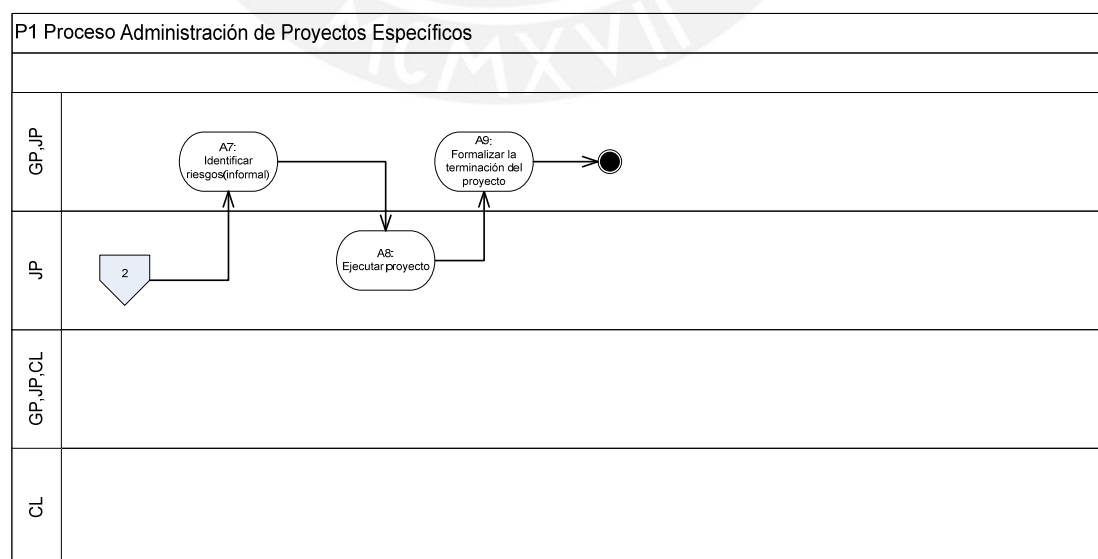 P1 Proceso Administración de Proyectos Específicos
MCMXVII
GP,JP
A7:
Identificar
riesgos(informal)
A9:
Formalizar la
terminación del
proyecto
JP
2
A8:
Ejecutar proyecto
GP,JP,CL
CL